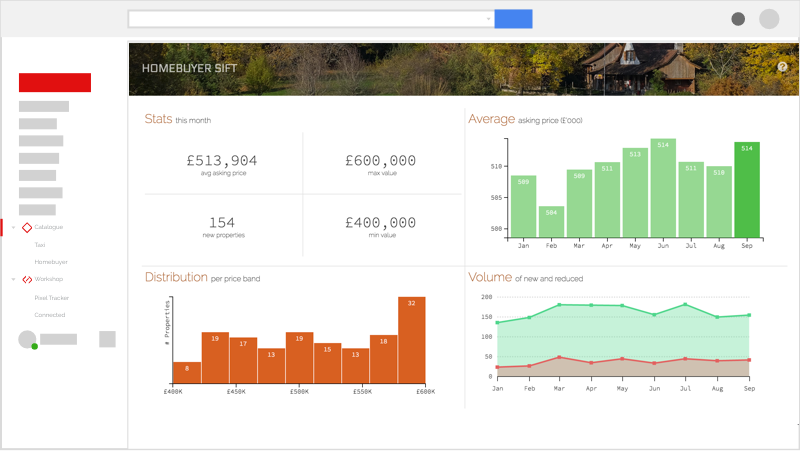 HOMEBUYER SIFT
?
Catalogue
Taxi
Homebuyer
Workshop
Pixel Tracker
Connected
Stats this month
£513,904
avg asking price
£600,000
max value
154
new properties
£400,000
min value
Average asking price (£'000)
510
505
500
509
504
509
511
513
514
511
510
514
Jan Feb Mar Apr May Jun Jul Aug Sep
Distribution per price band
# Properties
8
19
17
13
19
15
13
18
32
£400K £450K £500K £550K £600K
Volume of new and reduced
200
150
100
50
0
Jan Feb Mar Apr May Jun Jul Aug Sep